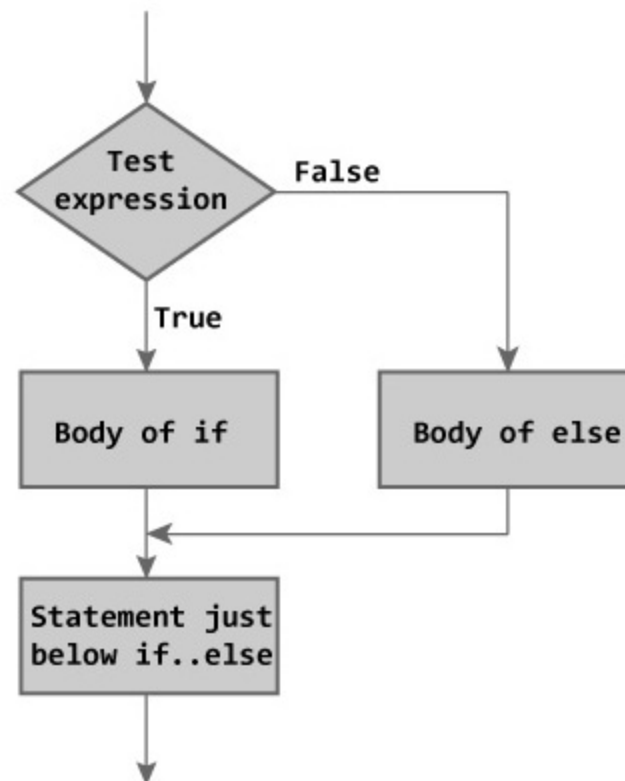 Test
expression
False
True
Body of if
Body of else
Statement just
below if..else